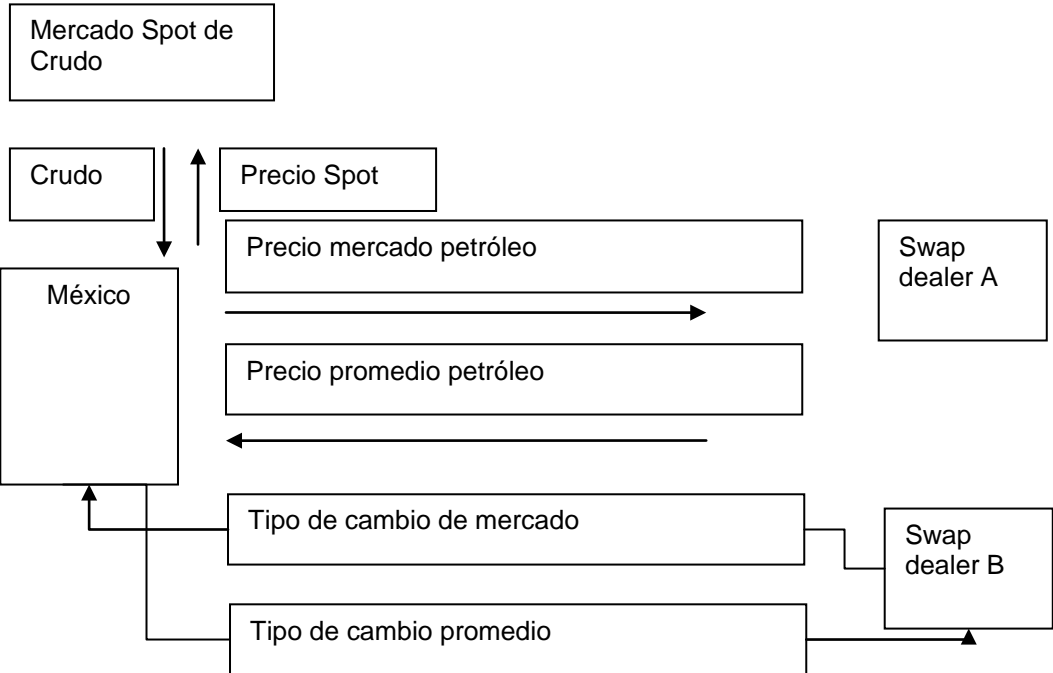 Mercado Spot de
Crudo
Crudo
Precio Spot
Precio mercado petróleo
Swap
dealer A
México
Precio promedio petróleo
Tipo de cambio de mercado
Swap
dealer B
Tipo de cambio promedio